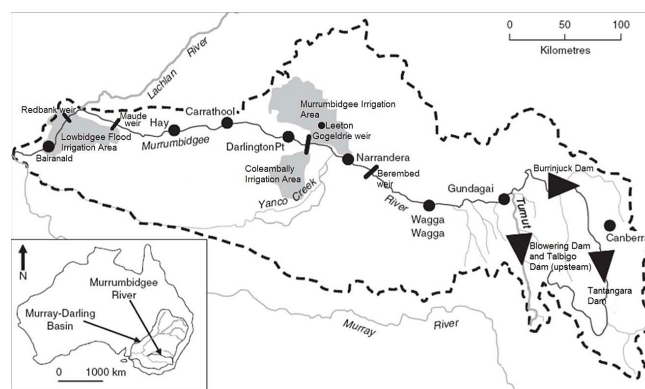 0 50 100
Kilometres
Lachlan River
Redbank weir
Maude
weir
Hay
Carrathool
Murrumbidgee Irrigation
Area
Leeton
Gogeldrie weir
Lowbidgee Flood
Irrigation Area
Murrumbidgee
Balranald
Darlington Pt
Narrandera
Coleambally
Irrigation Area
Berembed
weir
Yanco Creek
River
Burrinjuck Dam
Gundagai
Wagga
Wagga
Tumut
Canberra
Blowering Dam
and Talbigo
Dam (upsteam)
Tantangara
Dam
N
Murrumbidgee
River
Murray-Darling
Basin
0 1000 km
Murray River